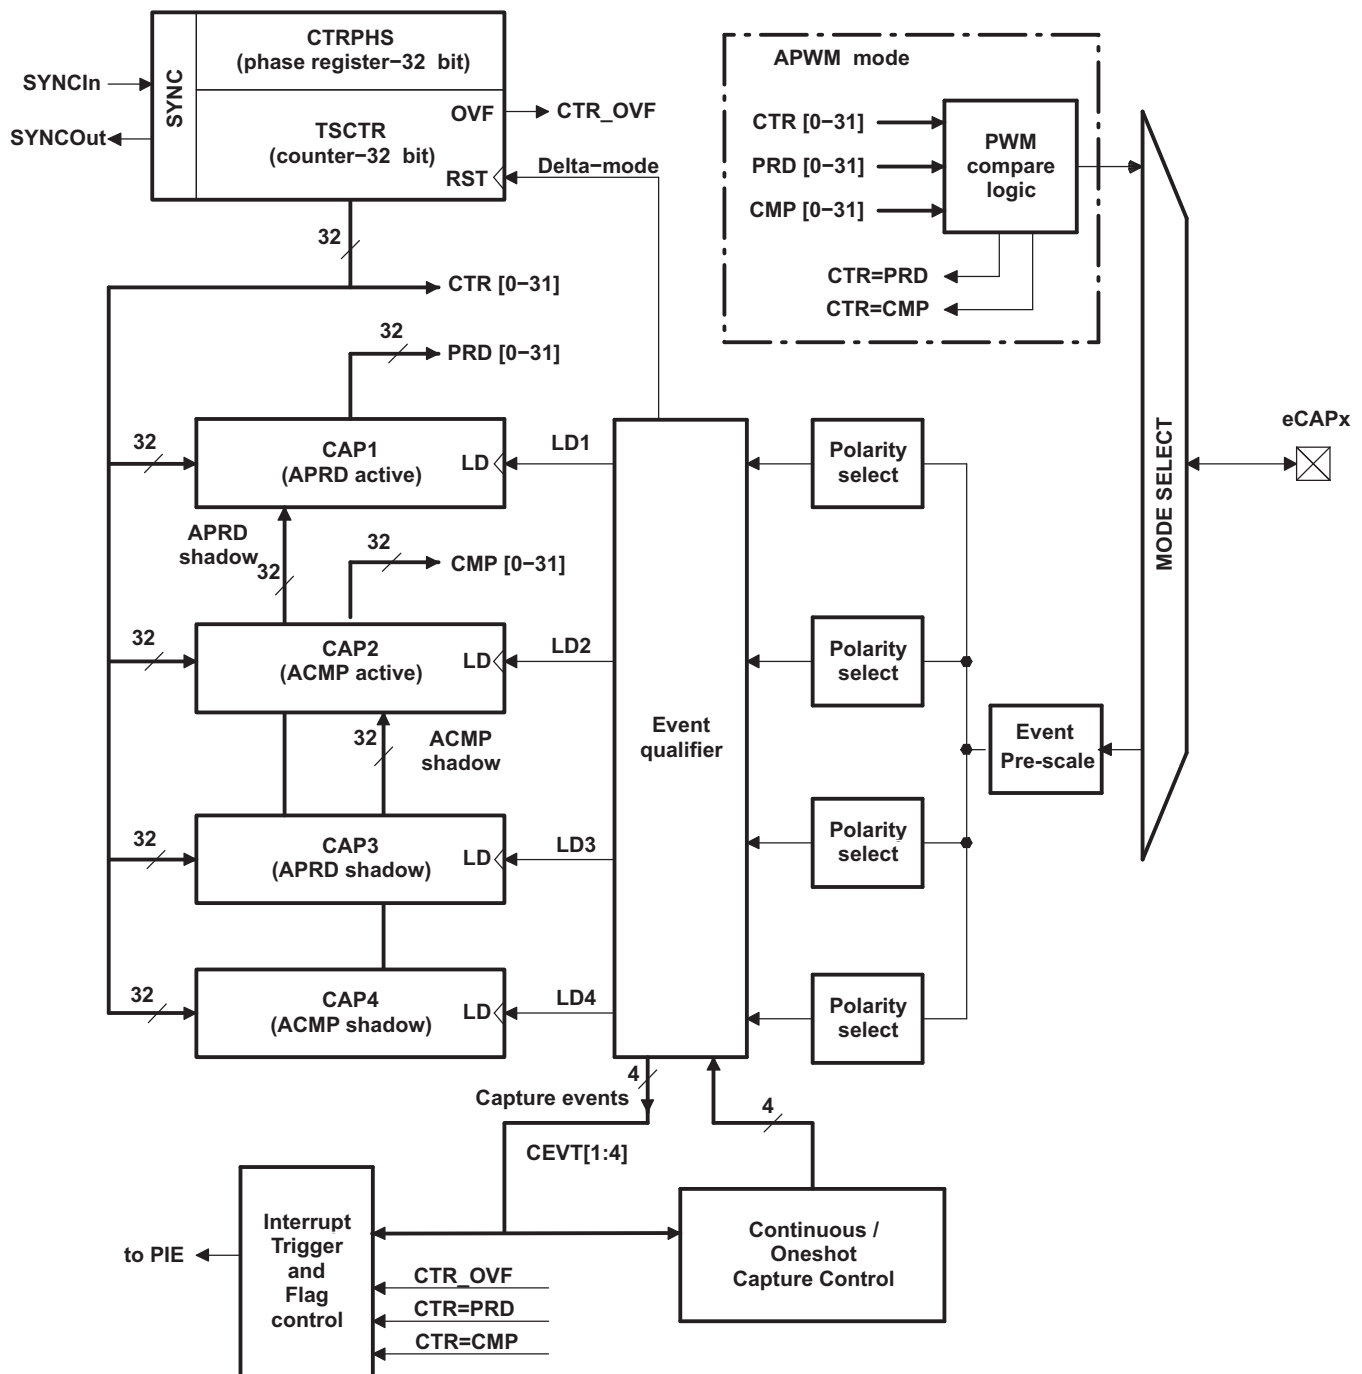 CTRPHS
(phase register−32 bit)
SYNC
SYNCIn
SYNCOut
OVF
CTR_OVF
TSCTR
(counter−32 bit)
RST
Delta−mode
32
CTR [0−31]
32
PRD [0−31]
APWM mode
CTR [0−31]
PRD [0−31]
CMP [0−31]
PWM
compare
logic
CTR=PRD
CTR=CMP
MODE SELECT
eCAPx
32
CAP1
(APRD active)
LD
LD1
Polarity
select
APRD
shadow
32
32
CMP [0−31]
32
CAP2
(ACMP active)
LD
LD2
Polarity
select
32
ACMP
shadow
Event
qualifier
Event
Pre-scale
32
CAP3
(APRD shadow)
LD
LD3
Polarity
select
32
CAP4
(ACMP shadow)
LD
LD4
Polarity
select
4
Capture events
4
CEVT[1:4]
Interrupt
Trigger
and
Flag
control
to PIE
Continuous /
Oneshot
Capture Control
CTR_OVF
CTR=PRD
CTR=CMP